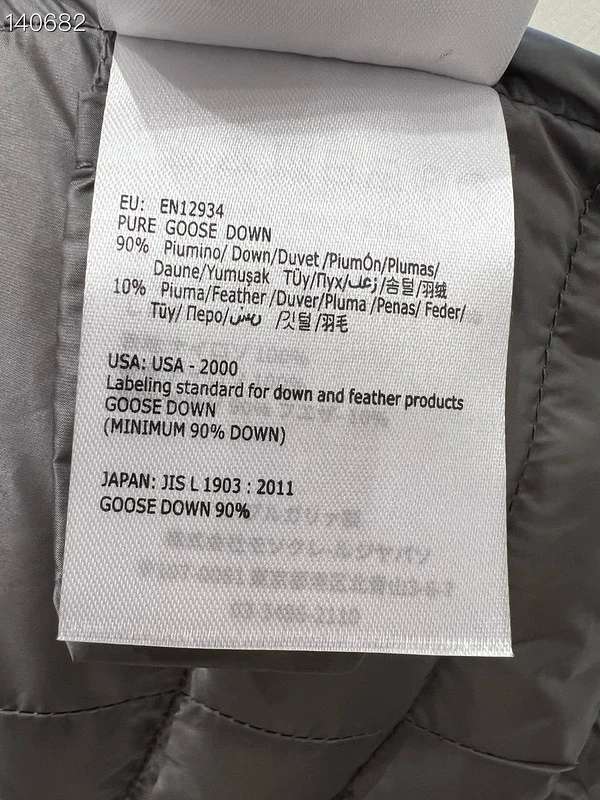 140682
EU: EN12934
PURE GOOSE DOWN
90% Piumino/ Down/Duvet /PiumÓn/Plumas/
Daune/Yumuşak Tüy/Пух/زغب/솜털/羽绒
10% Piuma/Feather /Duver/Pluma /Penas/ Feder/
Tüy/ Перо/ريش /깃털/羽毛
USA: USA - 2000
Labeling standard for down and feather products
GOOSE DOWN
(MINIMUM 90% DOWN)
JAPAN: JIS L 1903 : 2011
GOOSE DOWN 90%